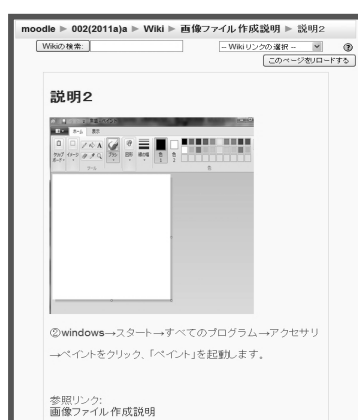 moodle ► 002(2011a)a ► Wiki ► 画像ファイル作成説明 ► 説明2
Wikiの検索:
-- Wikiリンクの選択 --
このページをリロードする
説明2
ホーム 表示
ツール
色
②windows→スタート→すべてのプログラム→アクセサリ
→ペイントをクリック、「ペイント」を起動します。
参照リンク:
画像ファイル作成説明